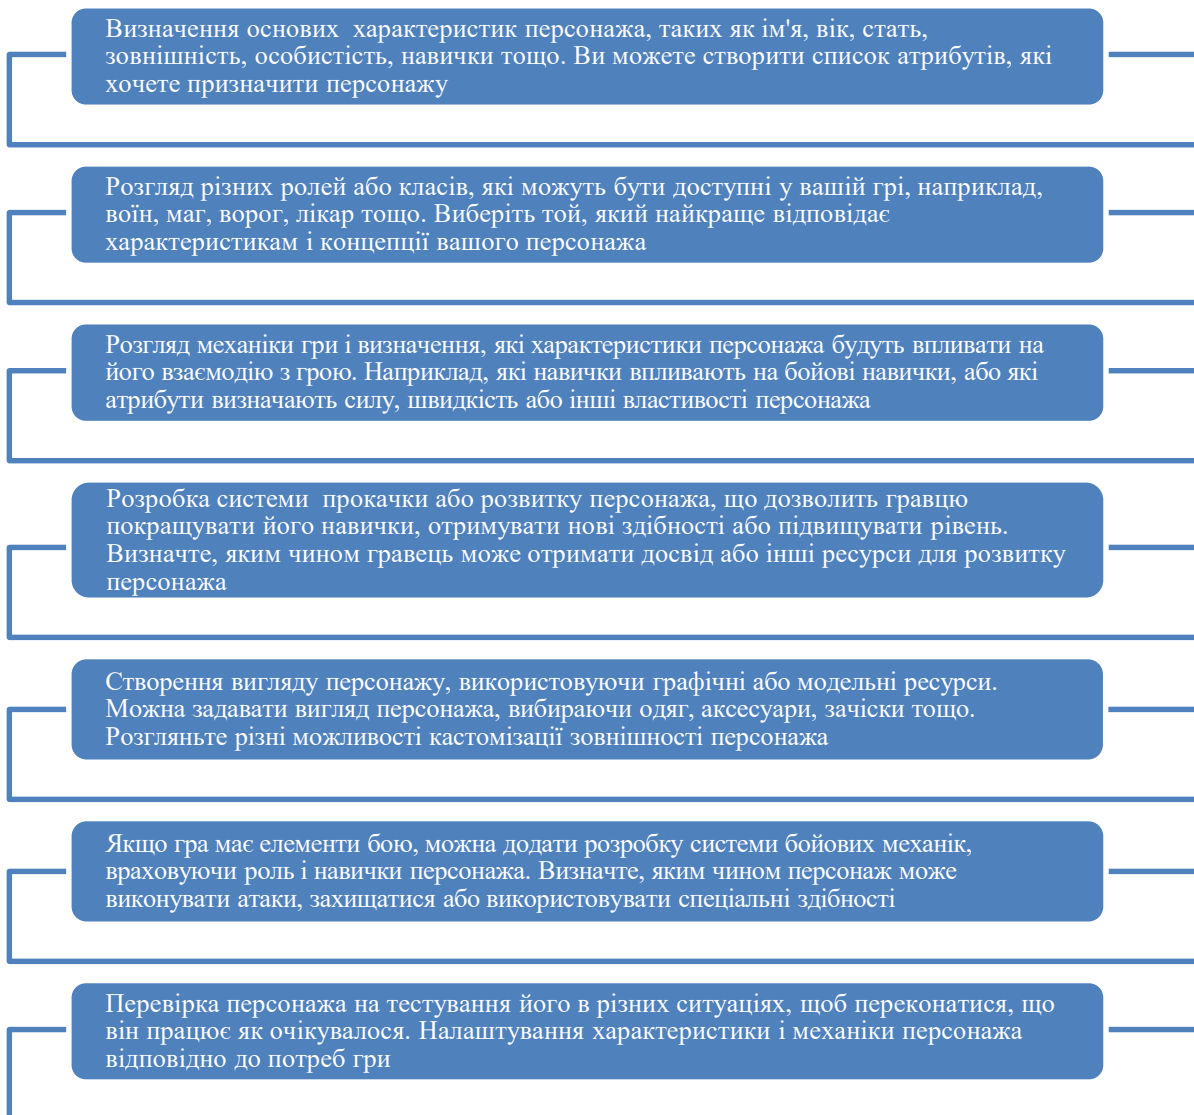 Визначення основих  характеристик персонажа, таких як ім'я, вік, стать,
зовнішність, особистість, навички тощо. Ви можете створити список атрибутів, які
хочете призначити персонажу
Розгляд різних ролей або класів, які можуть бути доступні у вашій грі, наприклад,
воїн, маг, ворог, лікар тощо. Виберіть той, який найкраще відповідає
характеристикам і концепції вашого персонажа
Розгляд механіки гри і визначення, які характеристики персонажа будуть впливати на
його взаємодію з грою. Наприклад, які навички впливають на бойові навички, або які
атрибути визначають силу, швидкість або інші властивості персонажа
Розробка системи  прокачки або розвитку персонажа, що дозволить гравцю
покращувати його навички, отримувати нові здібності або підвищувати рівень.
Визначте, яким чином гравець може отримати досвід або інші ресурси для розвитку
персонажа
Створення вигляду персонажу, використовуючи графічні або модельні ресурси.
Можна задавати вигляд персонажа, вибираючи одяг, аксесуари, зачіски тощо.
Розгляньте різні можливості кастомізації зовнішності персонажа
Якщо гра має елементи бою, можна додати розробку системи бойових механік,
враховуючи роль і навички персонажа. Визначте, яким чином персонаж може
виконувати атаки, захищатися або використовувати спеціальні здібності
Перевірка персонажа на тестування його в різних ситуаціях, щоб переконатися, що
він працює як очікувалося. Налаштування характеристики і механіки персонажа
відповідно до потреб гри